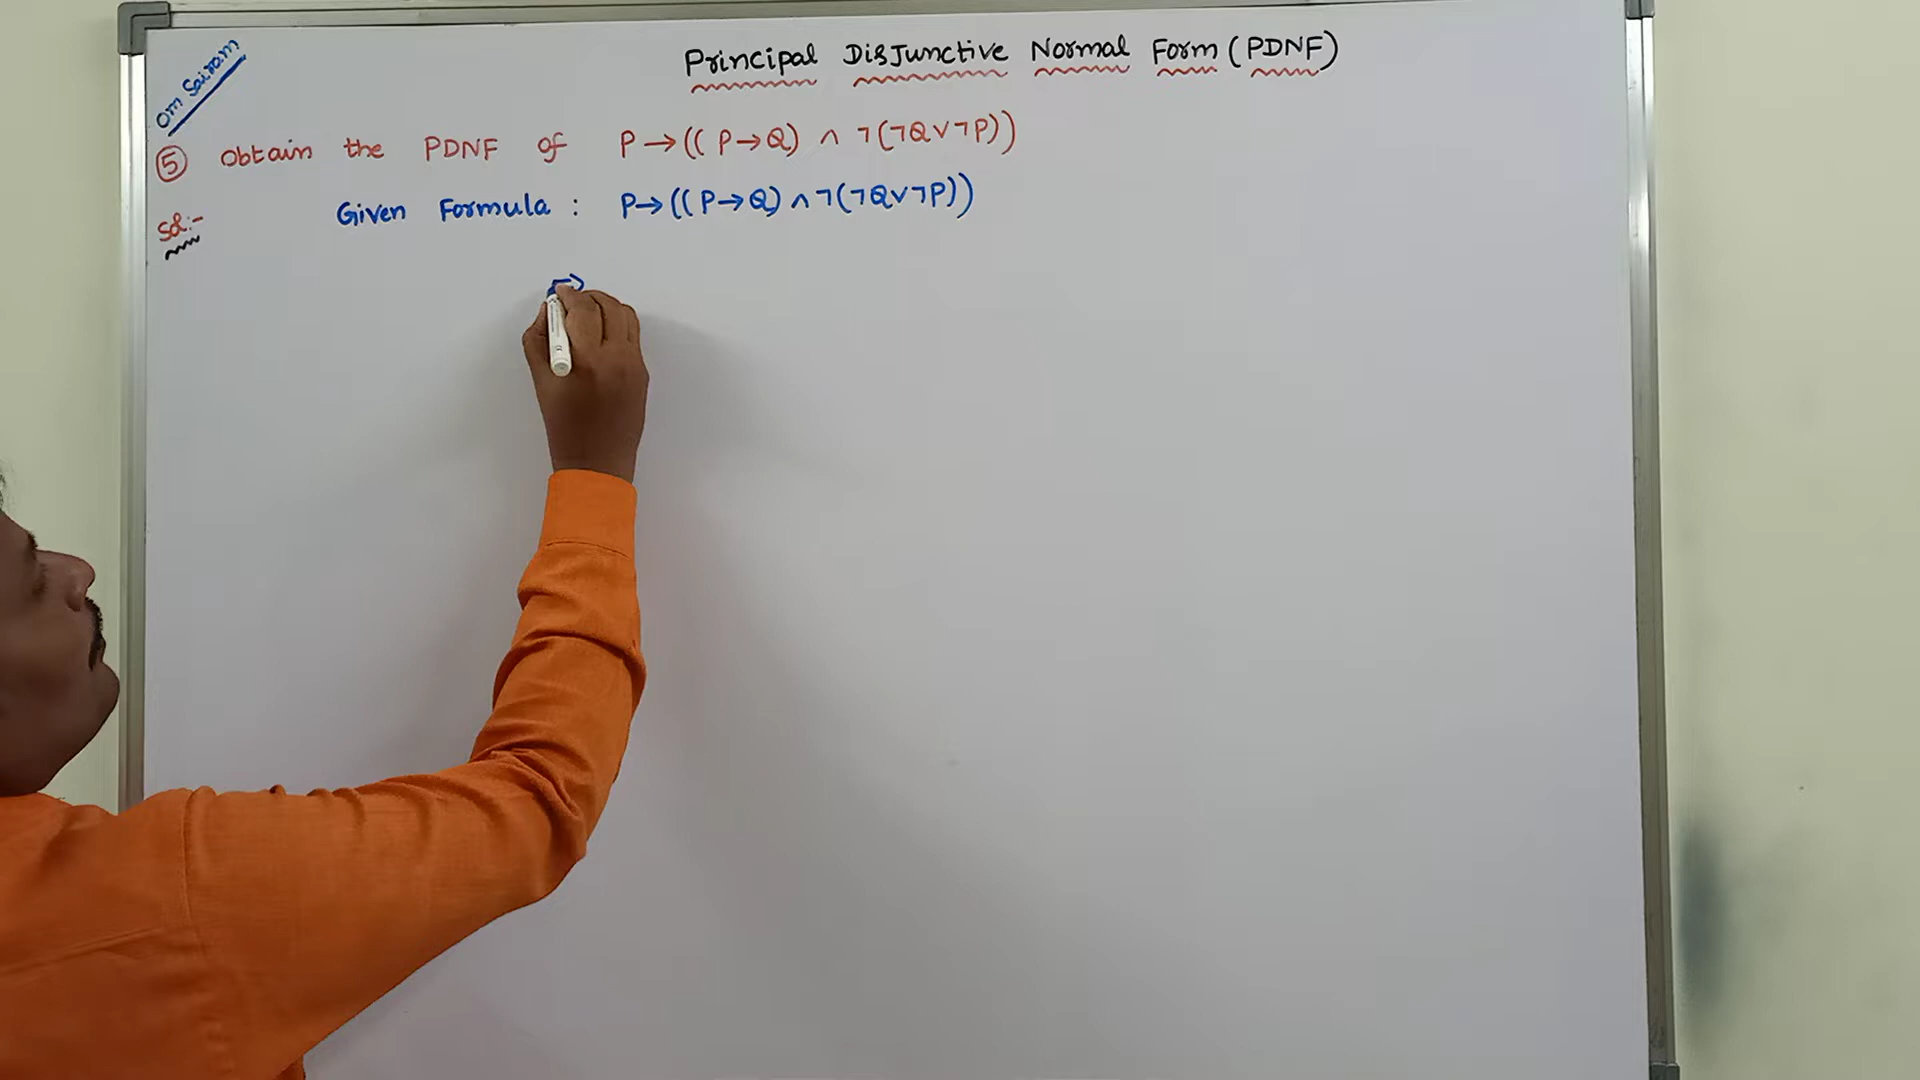 Om Sairam
Principal Disjunctive Normal Form (PDNF)
5 Obtain the PDNF of P→((P→Q) ∧ ¬(¬Q∨¬P))
Sol:- Given Formula : P→((P→Q) ∧ ¬(¬Q∨¬P))
⇒